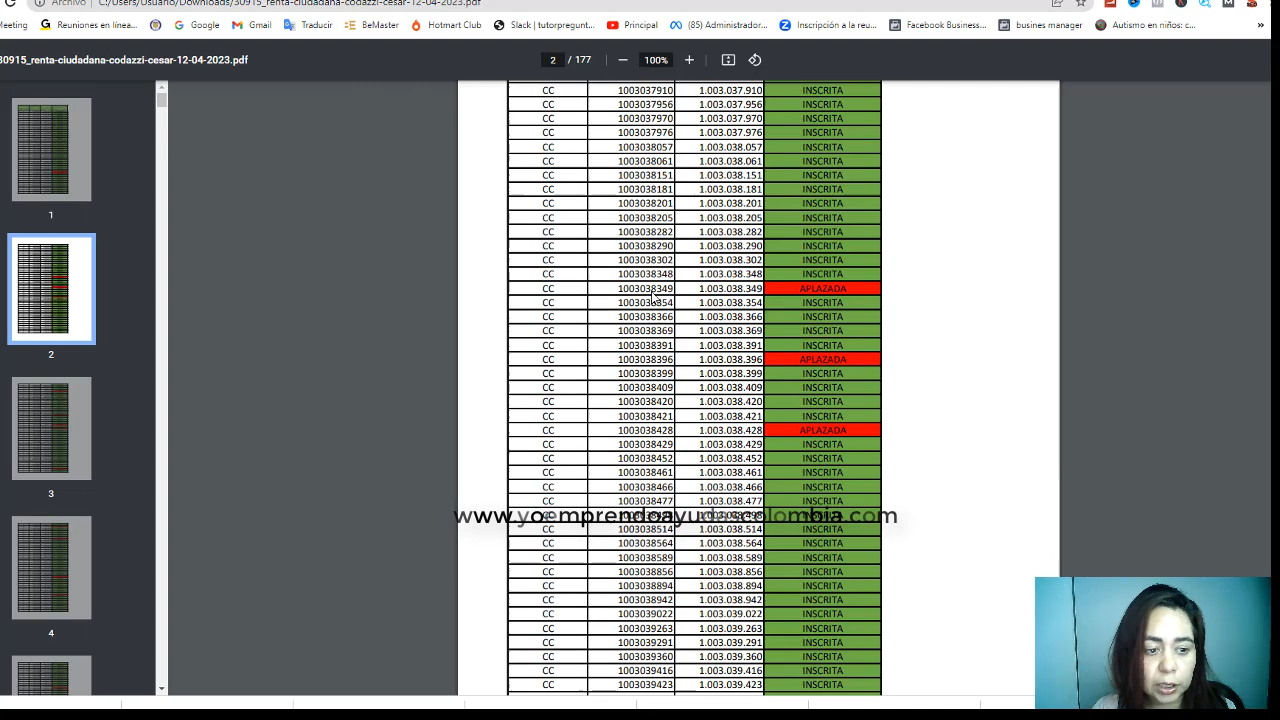 Archivo C:/Users/Usuario/Downloads/30915_renta-ciudadana-codazzi-cesar-12-04-2023.pdf
Meeting Reuniones en línea... Google Gmail Traducir BeMaster Hotmart Club Slack | tutorpregunt... Principal (85) Administrador... Inscripción a la reu... Facebook Business... busines manager Autismo en niños: c... »
30915_renta-ciudadana-codazzi-cesar-12-04-2023.pdf 2 / 177 100%
CC 1003037910 1.003.037.910 INSCRITA
CC 1003037956 1.003.037.956 INSCRITA
CC 1003037970 1.003.037.970 INSCRITA
CC 1003037976 1.003.037.976 INSCRITA
CC 1003038057 1.003.038.057 INSCRITA
CC 1003038061 1.003.038.061 INSCRITA
CC 1003038151 1.003.038.151 INSCRITA
CC 1003038181 1.003.038.181 INSCRITA
CC 1003038201 1.003.038.201 INSCRITA
CC 1003038205 1.003.038.205 INSCRITA
CC 1003038282 1.003.038.282 INSCRITA
CC 1003038290 1.003.038.290 INSCRITA
CC 1003038302 1.003.038.302 INSCRITA
CC 1003038348 1.003.038.348 INSCRITA
CC 1003038349 1.003.038.349 APLAZADA
CC 1003038354 1.003.038.354 INSCRITA
CC 1003038366 1.003.038.366 INSCRITA
CC 1003038369 1.003.038.369 INSCRITA
CC 1003038391 1.003.038.391 INSCRITA
CC 1003038396 1.003.038.396 APLAZADA
CC 1003038399 1.003.038.399 INSCRITA
CC 1003038409 1.003.038.409 INSCRITA
CC 1003038420 1.003.038.420 INSCRITA
CC 1003038421 1.003.038.421 INSCRITA
CC 1003038428 1.003.038.428 APLAZADA
CC 1003038429 1.003.038.429 INSCRITA
CC 1003038452 1.003.038.452 INSCRITA
CC 1003038461 1.003.038.461 INSCRITA
CC 1003038466 1.003.038.466 INSCRITA
CC 1003038477 1.003.038.477 INSCRITA
www.yoemprendoayudascolombia.com
CC 1003038514 1.003.038.514 INSCRITA
CC 1003038564 1.003.038.564 INSCRITA
CC 1003038589 1.003.038.589 INSCRITA
CC 1003038856 1.003.038.856 INSCRITA
CC 1003038894 1.003.038.894 INSCRITA
CC 1003038942 1.003.038.942 INSCRITA
CC 1003039022 1.003.039.022 INSCRITA
CC 1003039263 1.003.039.263 INSCRITA
CC 1003039291 1.003.039.291 INSCRITA
CC 1003039360 1.003.039.360 INSCRITA
CC 1003039416 1.003.039.416 INSCRITA
CC 1003039423 1.003.039.423 INSCRITA
1
2
3
4